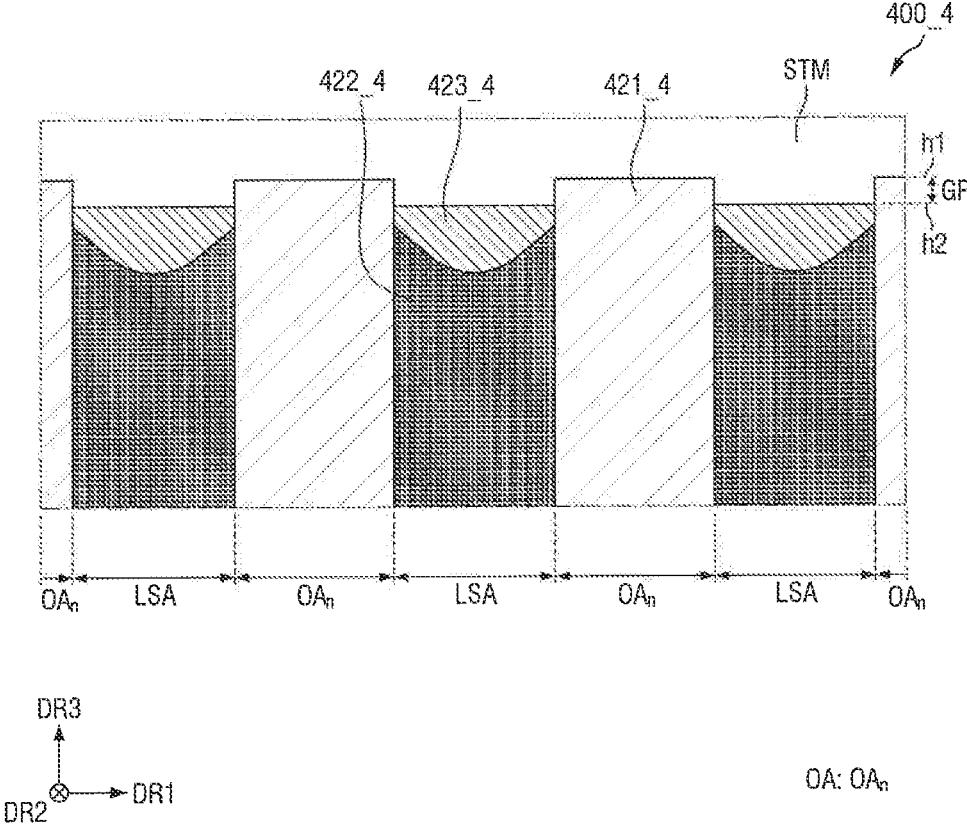 400_4
422_4 423_4 421_4 STM
h1
GP
h2
OAn LSA OAn LSA OAn LSA OAn
DR3
DR1
DR2
OA: OAn